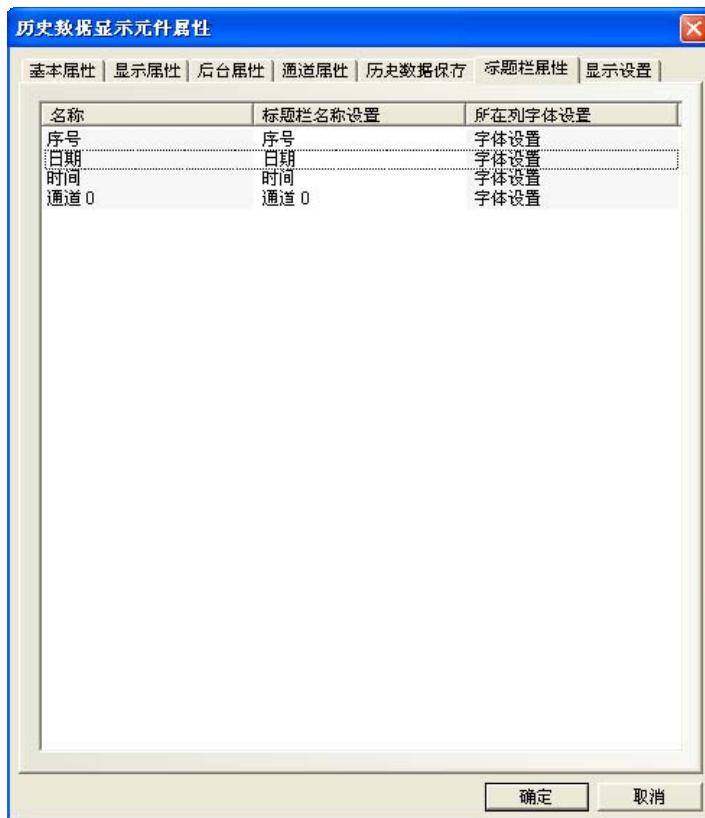 历史数据显示元件属性
基本属性 显示属性 后台属性 通道属性 历史数据保存 标题栏属性 显示设置
名称 标题栏名称设置 所在列字体设置
序号 序号 字体设置
日期 日期 字体设置
时间 时间 字体设置
通道 0 通道 0 字体设置
确定 取消